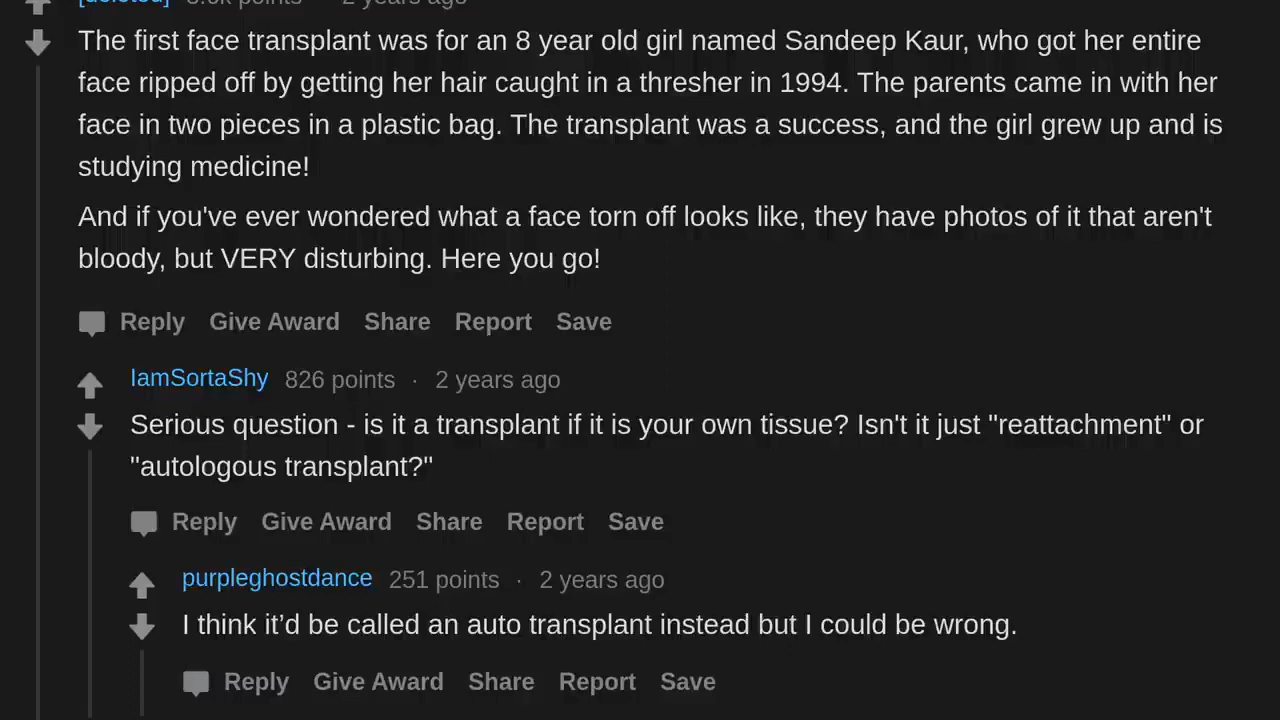 [deleted] 2 years ago
The first face transplant was for an 8 year old girl named Sandeep Kaur, who got her entire
face ripped off by getting her hair caught in a thresher in 1994. The parents came in with her
face in two pieces in a plastic bag. The transplant was a success, and the girl grew up and is
studying medicine!
And if you've ever wondered what a face torn off looks like, they have photos of it that aren't
bloody, but VERY disturbing. Here you go!
Reply Give Award Share Report Save
IamSortaShy 826 points · 2 years ago
Serious question - is it a transplant if it is your own tissue? Isn't it just "reattachment" or
"autologous transplant?"
Reply Give Award Share Report Save
purpleghostdance 251 points · 2 years ago
I think it’d be called an auto transplant instead but I could be wrong.
Reply Give Award Share Report Save